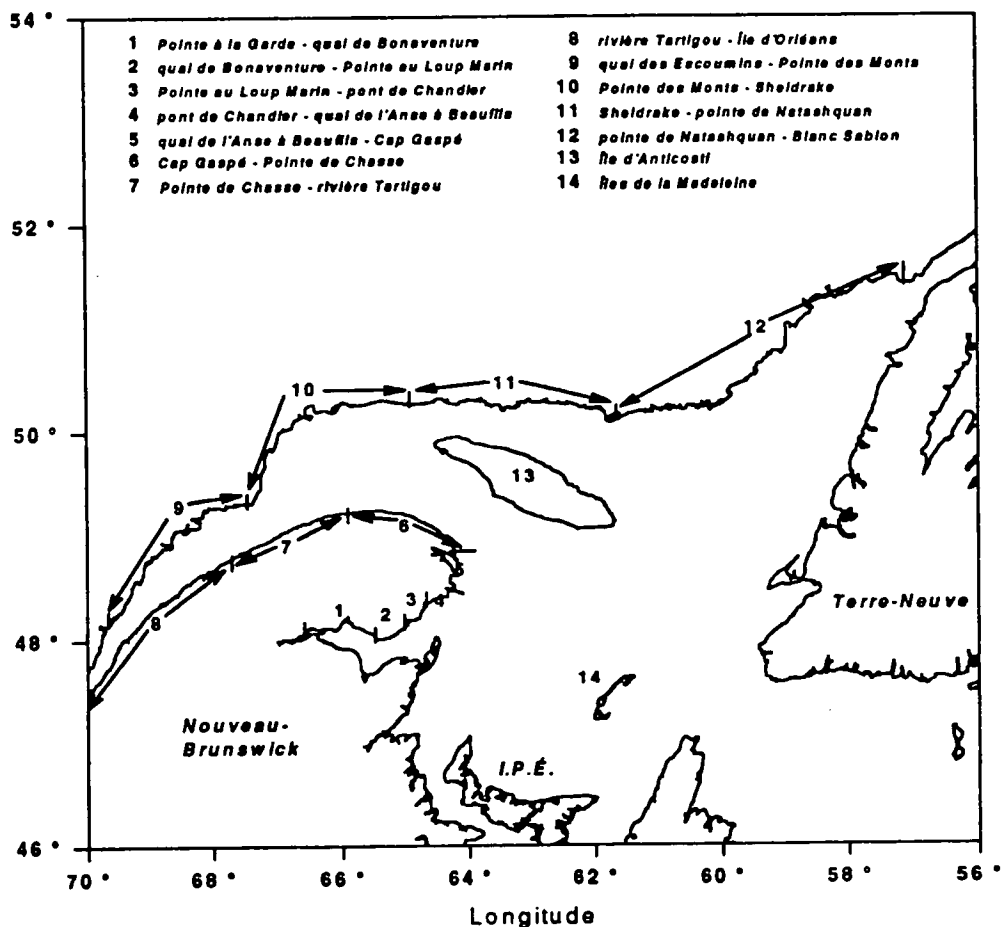 54°
52°
50°
48°
46°
1 Pointe à la Garde - quai de Bonaventure
2 quai de Bonaventure - Pointe au Loup Marin
3 Pointe au Loup Marin - pont de Chandler
4 pont de Chandler - quai de l'Anse à Beaufils
5 quai de l'Anse à Beaufils - Cap Gaspé
6 Cap Gaspé - Pointe de Chasse
7 Pointe de Chasse - rivière Tartigou
8 rivière Tartigou - Île d'Orléans
9 quai des Escoumins - Pointe des Monts
10 Pointe des Monts - Sheldrake
11 Sheldrake - pointe de Natashquan
12 pointe de Natashquan - Blanc Sablon
13 Île d'Anticosti
14 Îles de la Madeleine
12
10
11
13
9
6
7
8
1
2
3
14
Terre-Neuve
Nouveau-
Brunswick
I.P.É.
70° 68° 66° 64° 62° 60° 58° 56°
Longitude